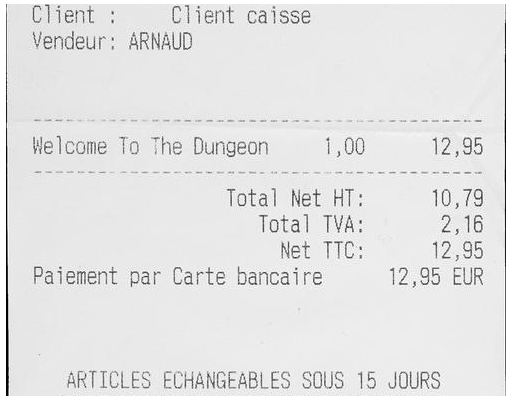 Client : Client caisse
Vendeur: ARNAUD
Welcome To The Dungeon 1,00 12,95
Total Net HT: 10,79
Total TVA: 2,16
Net TTC: 12,95
Paiement par Carte bancaire 12,95 EUR
ARTICLES ECHANGEABLES SOUS 15 JOURS